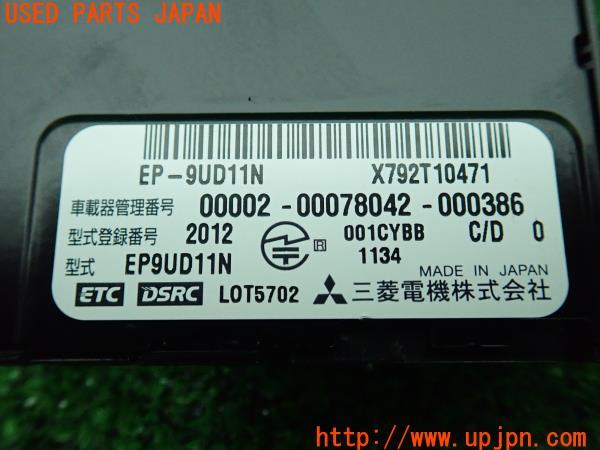 USED PARTS JAPAN
EP-9UD11N X792T10471
車載器管理番号 00002-00078042-000386
型式登録番号 2012 R 001CYBB C/D 0
型式 EP9UD11N 1134
MADE IN JAPAN
ETC DSRC LOT5702 三菱電機株式会社
http://www.upjpn.com/